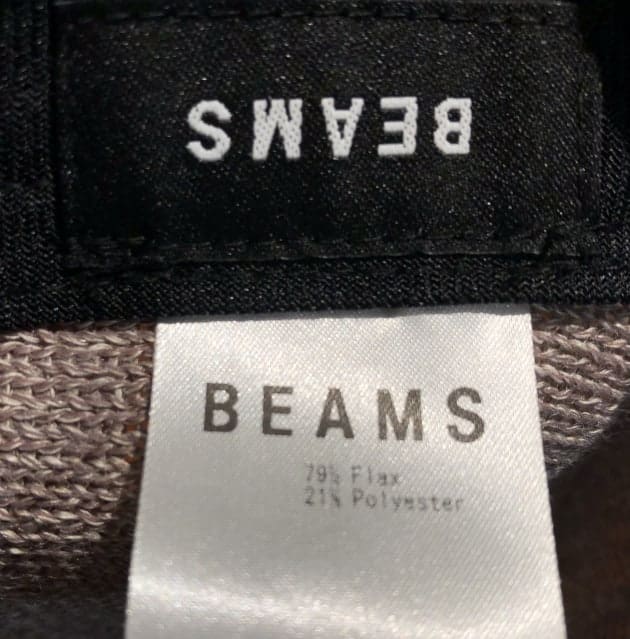 BEAMS
BEAMS
79% Flax
21% Polyester